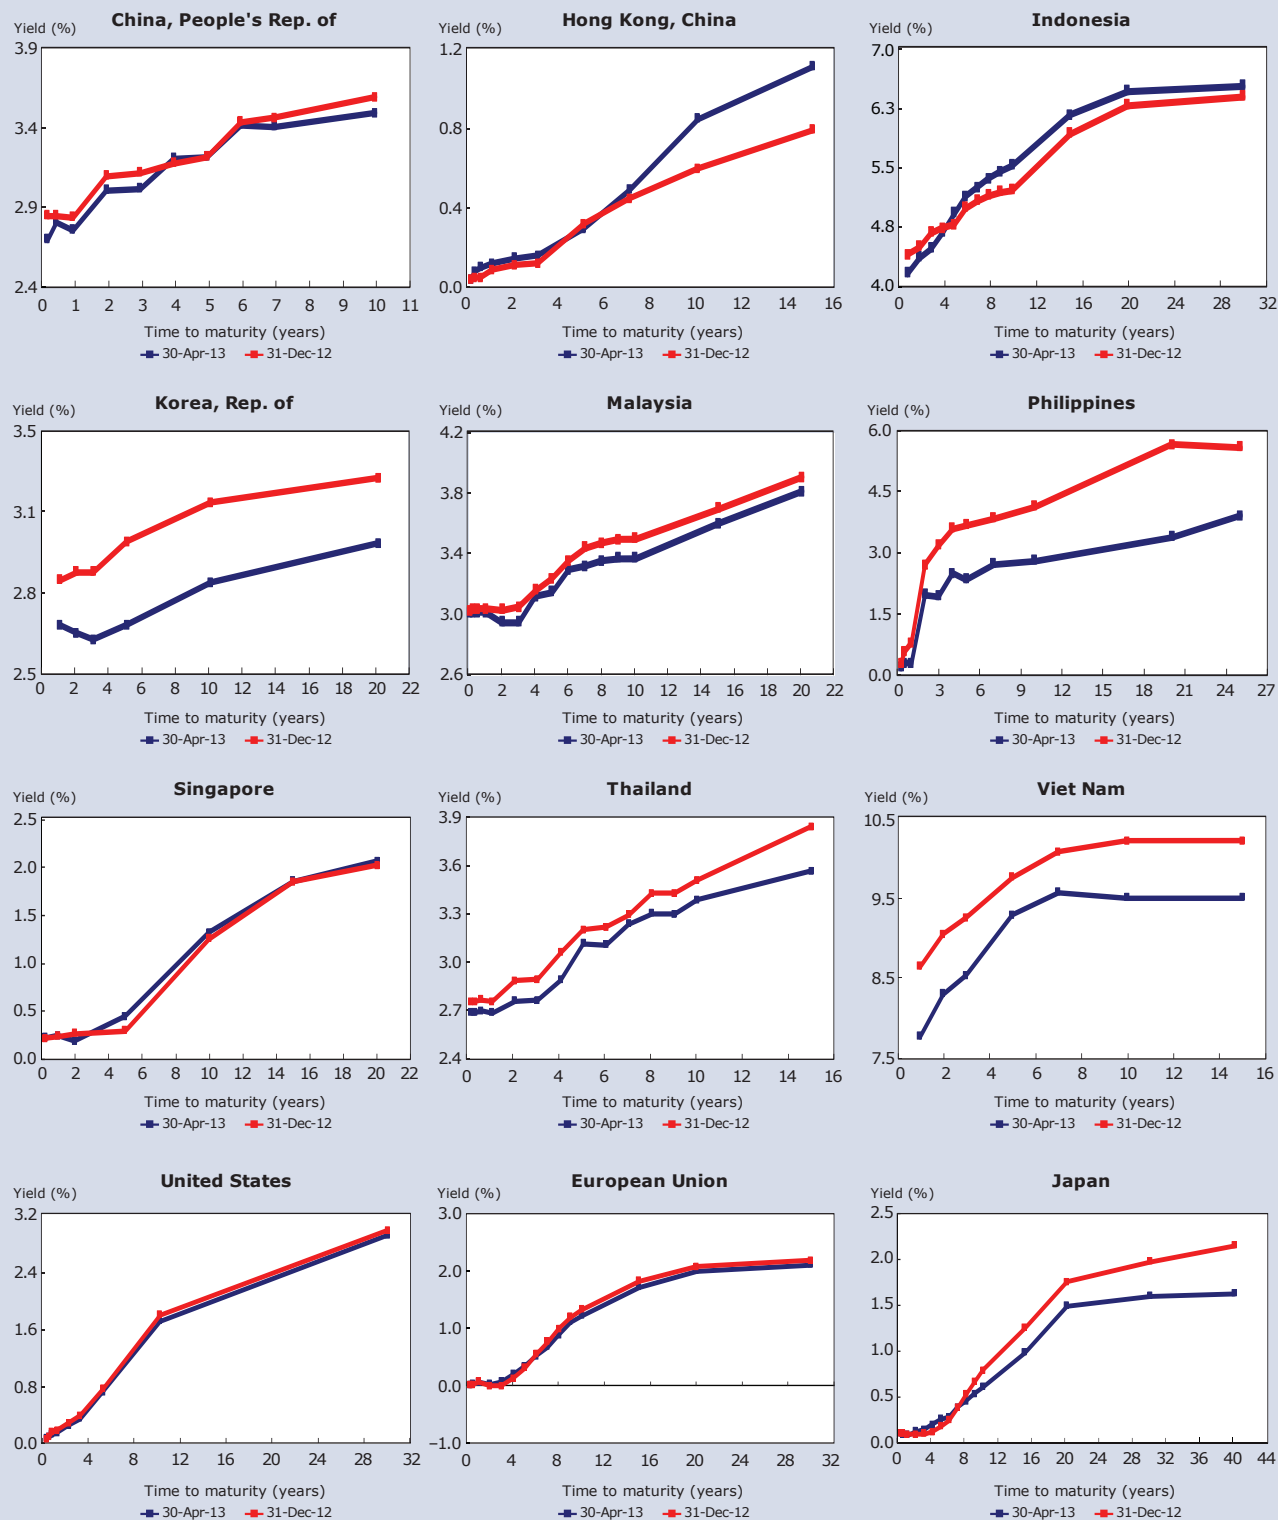 China, People's Rep. of
Yield (%)
3.9
3.4
2.9
2.4
0 1 2 3 4 5 6 7 8 9 10 11
Time to maturity (years)
30-Apr-13 31-Dec-12
Hong Kong, China
Yield (%)
1.2
0.8
0.4
0.0
0 2 4 6 8 10 12 14 16
Time to maturity (years)
30-Apr-13 31-Dec-12
Indonesia
Yield (%)
7.0
6.3
5.5
4.8
4.0
0 4 8 12 16 20 24 28 32
Time to maturity (years)
30-Apr-13 31-Dec-12
Korea, Rep. of
Yield (%)
3.5
3.1
2.8
2.5
0 2 4 6 8 10 12 14 16 18 20 22
Time to maturity (years)
30-Apr-13 31-Dec-12
Malaysia
Yield (%)
4.2
3.8
3.4
3.0
2.6
0 2 4 6 8 10 12 14 16 18 20 22
Time to maturity (years)
30-Apr-13 31-Dec-12
Philippines
Yield (%)
6.0
4.5
3.0
1.5
0.0
0 3 6 9 12 15 18 21 24 27
Time to maturity (years)
30-Apr-13 31-Dec-12
Singapore
Yield (%)
2.5
2.0
1.5
1.0
0.5
0.0
0 2 4 6 8 10 12 14 16 18 20 22
Time to maturity (years)
30-Apr-13 31-Dec-12
Thailand
Yield (%)
3.9
3.6
3.3
3.0
2.7
2.4
0 2 4 6 8 10 12 14 16
Time to maturity (years)
30-Apr-13 31-Dec-12
Viet Nam
Yield (%)
10.5
9.5
8.5
7.5
0 2 4 6 8 10 12 14 16
Time to maturity (years)
30-Apr-13 31-Dec-12
United States
Yield (%)
3.2
2.4
1.6
0.8
0.0
0 4 8 12 16 20 24 28 32
Time to maturity (years)
30-Apr-13 31-Dec-12
European Union
Yield (%)
3.0
2.0
1.0
0.0
–1.0
0 4 8 12 16 20 24 28 32
Time to maturity (years)
30-Apr-13 31-Dec-12
Japan
Yield (%)
2.5
2.0
1.5
1.0
0.5
0.0
0 4 8 12 16 20 24 28 32 36 40 44
Time to maturity (years)
30-Apr-13 31-Dec-12